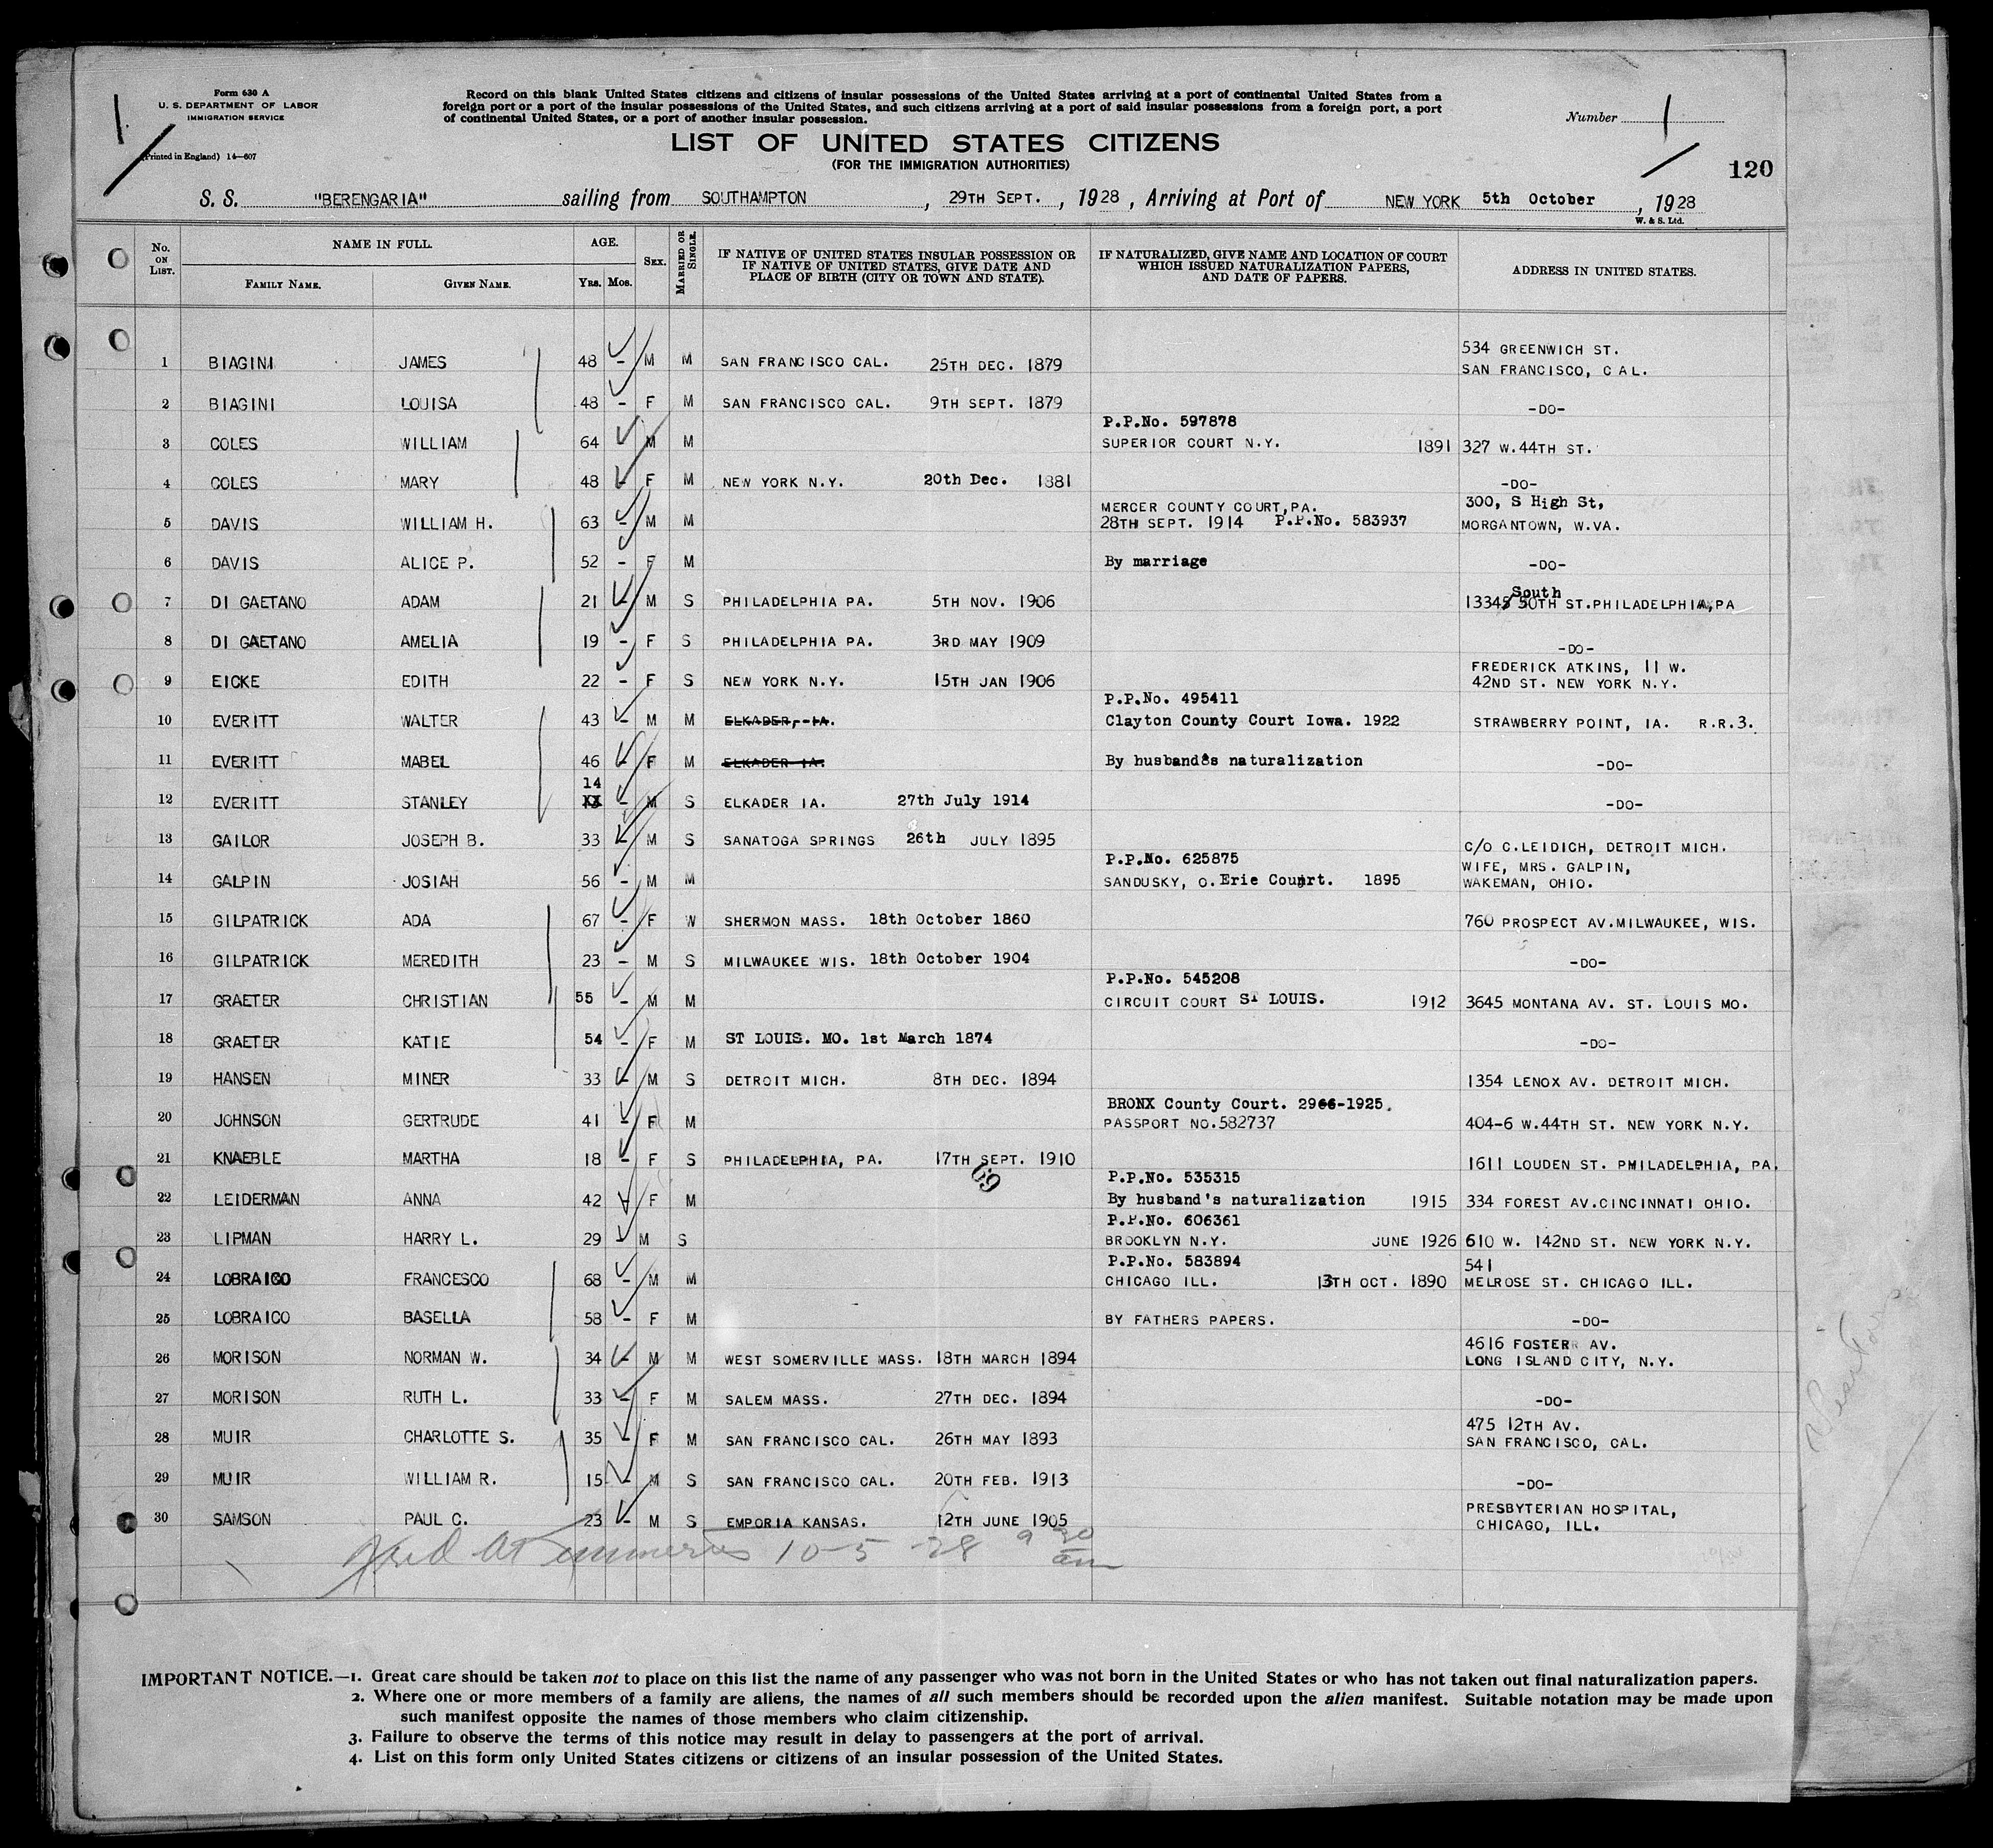 Form 630 A
U. S. DEPARTMENT OF LABOR
IMMIGRATION SERVICE
(Printed in England) 14—607
1
Record on this blank United States citizens and citizens of insular possessions of the United States arriving at a port of continental United States from a
foreign port or a port of the insular possessions of the United States, and such citizens arriving at a port of said insular possessions from a foreign port, a port
of continental United States, or a port of another insular possession.
LIST OF UNITED STATES CITIZENS
(FOR THE IMMIGRATION AUTHORITIES)
Number 1
120
S. S. "BERENGARIA" sailing from SOUTHAMPTON, 29TH SEPT., 1928, Arriving at Port of NEW YORK 5th October, 1928
W. & S. Ltd.
No. ON LIST. NAME IN FULL. AGE. SEX. MARRIED OR SINGLE. IF NATIVE OF UNITED STATES INSULAR POSSESSION OR IF NATIVE OF UNITED STATES, GIVE DATE AND PLACE OF BIRTH (CITY OR TOWN AND STATE). IF NATURALIZED, GIVE NAME AND LOCATION OF COURT WHICH ISSUED NATURALIZATION PAPERS, AND DATE OF PAPERS. ADDRESS IN UNITED STATES.
FAMILY NAME. GIVEN NAME. YRS. MOS.
1 BIAGINI JAMES 48 - M M SAN FRANCISCO CAL. 25TH DEC. 1879 534 GREENWICH ST. SAN FRANCISCO, CAL.
2 BIAGINI LOUISA 48 - F M SAN FRANCISCO CAL. 9TH SEPT. 1879 -DO-
3 COLES WILLIAM 64 M M P.P.No. 597878 SUPERIOR COURT N.Y. 1891 327 W.44TH ST.
4 COLES MARY 48 - F M NEW YORK N.Y. 20th Dec. 1881 -DO-
5 DAVIS WILLIAM H. 63 - M M MERCER COUNTY COURT,PA. 28TH SEPT. 1914 P.P.No. 583937 300, S High St, MORGANTOWN, W.VA.
6 DAVIS ALICE P. 52 - F M By marriage -DO-
7 DI GAETANO ADAM 21 - M S PHILADELPHIA PA. 5TH NOV. 1906 1334 South 50TH ST.PHILADELPHIA,PA
8 DI GAETANO AMELIA 19 - F S PHILADELPHIA PA. 3RD MAY 1909 -DO-
9 EICKE EDITH 22 - F S NEW YORK N.Y. 15TH JAN 1906 FREDERICK ATKINS, 11 W. 42ND ST. NEW YORK N.Y.
10 EVERITT WALTER 43 - M M ELKADER, IA. P.P.No. 495411 Clayton County Court Iowa. 1922 STRAWBERRY POINT, IA. R.R.3.
11 EVERITT MABEL 46 - F M ELKADER IA. By husband's naturalization -DO-
12 EVERITT STANLEY 14 - M S ELKADER IA. 27th July 1914 -DO-
13 GAILOR JOSEPH B. 33 - M S SANATOGA SPRINGS 26th JULY 1895 C/O C.LEIDICH, DETROIT MICH.
14 GALPIN JOSIAH 56 - M M P.P.No. 625875 SANDUSKY, O. Erie Court. 1895 WIFE, MRS. GALPIN, WAKEMAN, OHIO.
15 GILPATRICK ADA 67 - F W SHERMON MASS. 18th October 1860 760 PROSPECT AV.MILWAUKEE, WIS.
16 GILPATRICK MEREDITH 23 - M S MILWAUKEE WIS. 18th October 1904 -DO-
17 GRAETER CHRISTIAN 55 - M M P.P.No. 545208 CIRCUIT COURT St LOUIS. 1912 3645 MONTANA AV. ST. LOUIS MO.
18 GRAETER KATIE 54 - F M ST LOUIS. MO. 1st March 1874 -DO-
19 HANSEN MINER 33 - M S DETROIT MICH. 8TH DEC. 1894 1354 LENOX AV. DETROIT MICH.
20 JOHNSON GERTRUDE 41 - F M BRONX County Court. 29-6-1925. PASSPORT NO.582737 404-6 W.44TH ST. NEW YORK N.Y.
21 KNAEBLE MARTHA 18 - F S PHILADELPHIA, PA. 17TH SEPT. 1910 1611 LOUDEN ST. PHILADELPHIA, PA.
69
22 LEIDERMAN ANNA 42 F M P.P.No. 535315 By husband's naturalization 1915 334 FOREST AV.CINCINNATI OHIO.
23 LIPMAN HARRY L. 29 - M S P.P.No. 606361 BROOKLYN N.Y. JUNE 1926 610 W. 142ND ST. NEW YORK N.Y.
24 LOBRAICO FRANCESCO 68 - M M P.P.No. 583894 CHICAGO ILL. 13TH OCT. 1890 541 MELROSE ST. CHICAGO ILL.
25 LOBRAICO BASELLA 58 - F M BY FATHERS PAPERS. -DO-
26 MORISON NORMAN W. 34 - M M WEST SOMERVILLE MASS. 18TH MARCH 1894 4616 FOSTER AV. LONG ISLAND CITY, N.Y.
27 MORISON RUTH L. 33 - F M SALEM MASS. 27TH DEC. 1894 -DO-
28 MUIR CHARLOTTE S. 35 - F M SAN FRANCISCO CAL. 26TH MAY 1893 475 12TH AV. SAN FRANCISCO, CAL.
29 MUIR WILLIAM R. 15 - M S SAN FRANCISCO CAL. 20TH FEB. 1913 -DO-
30 SAMSON PAUL C. 23 - M S EMPORIA KANSAS. 12TH JUNE 1905 PRESBYTERIAN HOSPITAL, CHICAGO, ILL.
10-5-28 9 30 am
IMPORTANT NOTICE.—1. Great care should be taken not to place on this list the name of any passenger who was not born in the United States or who has not taken out final naturalization papers.
2. Where one or more members of a family are aliens, the names of all such members should be recorded upon the alien manifest. Suitable notation may be made upon
such manifest opposite the names of those members who claim citizenship.
3. Failure to observe the terms of this notice may result in delay to passengers at the port of arrival.
4. List on this form only United States citizens or citizens of an insular possession of the United States.